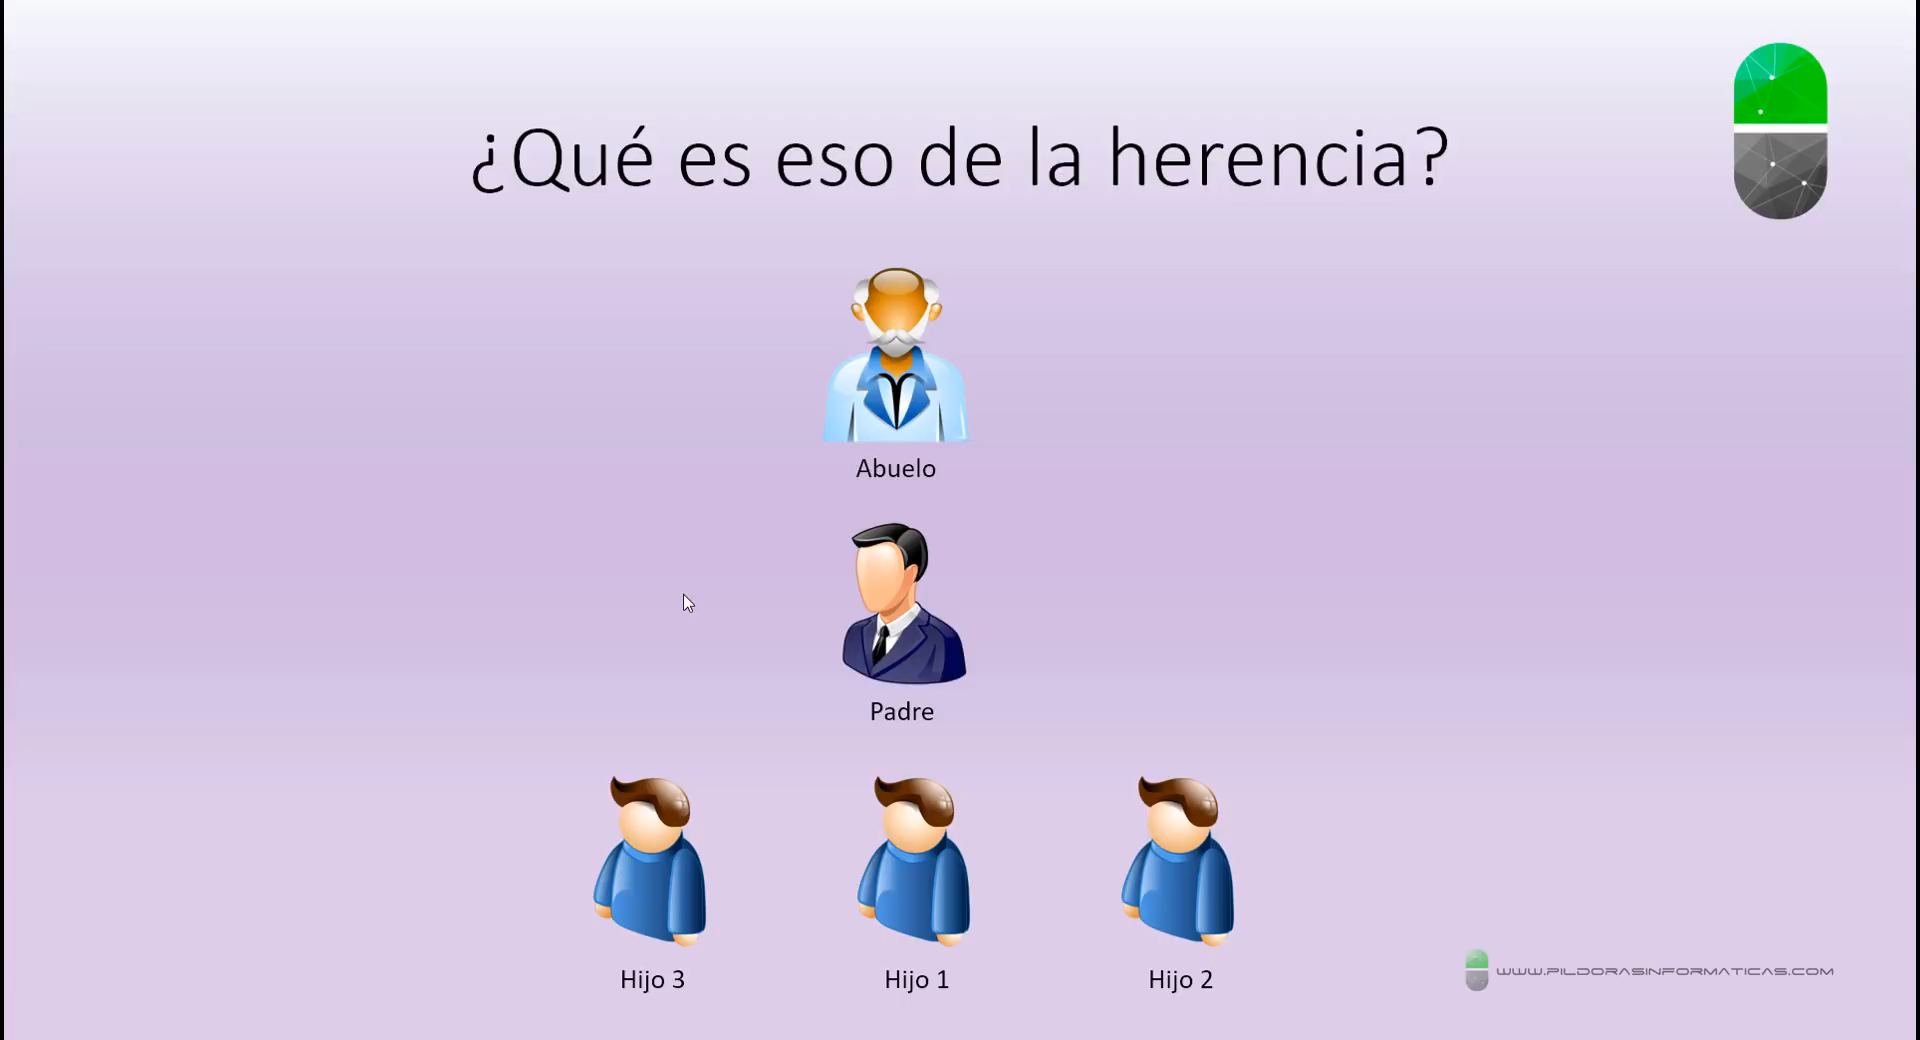 ¿Qué es eso de la herencia?
Abuelo
Padre
Hijo 3
Hijo 1
Hijo 2
WWW.PILDORASINFORMATICAS.COM